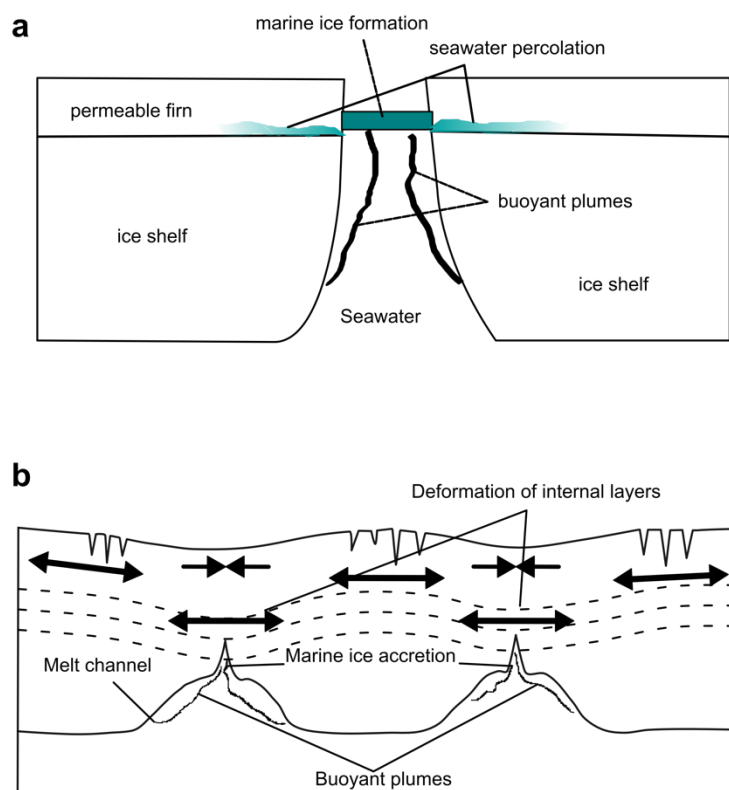 a
marine ice formation
seawater percolation
permeable firn
buoyant plumes
ice shelf
ice shelf
Seawater
b
Deformation of internal layers
Melt channel
Marine ice accretion
Buoyant plumes